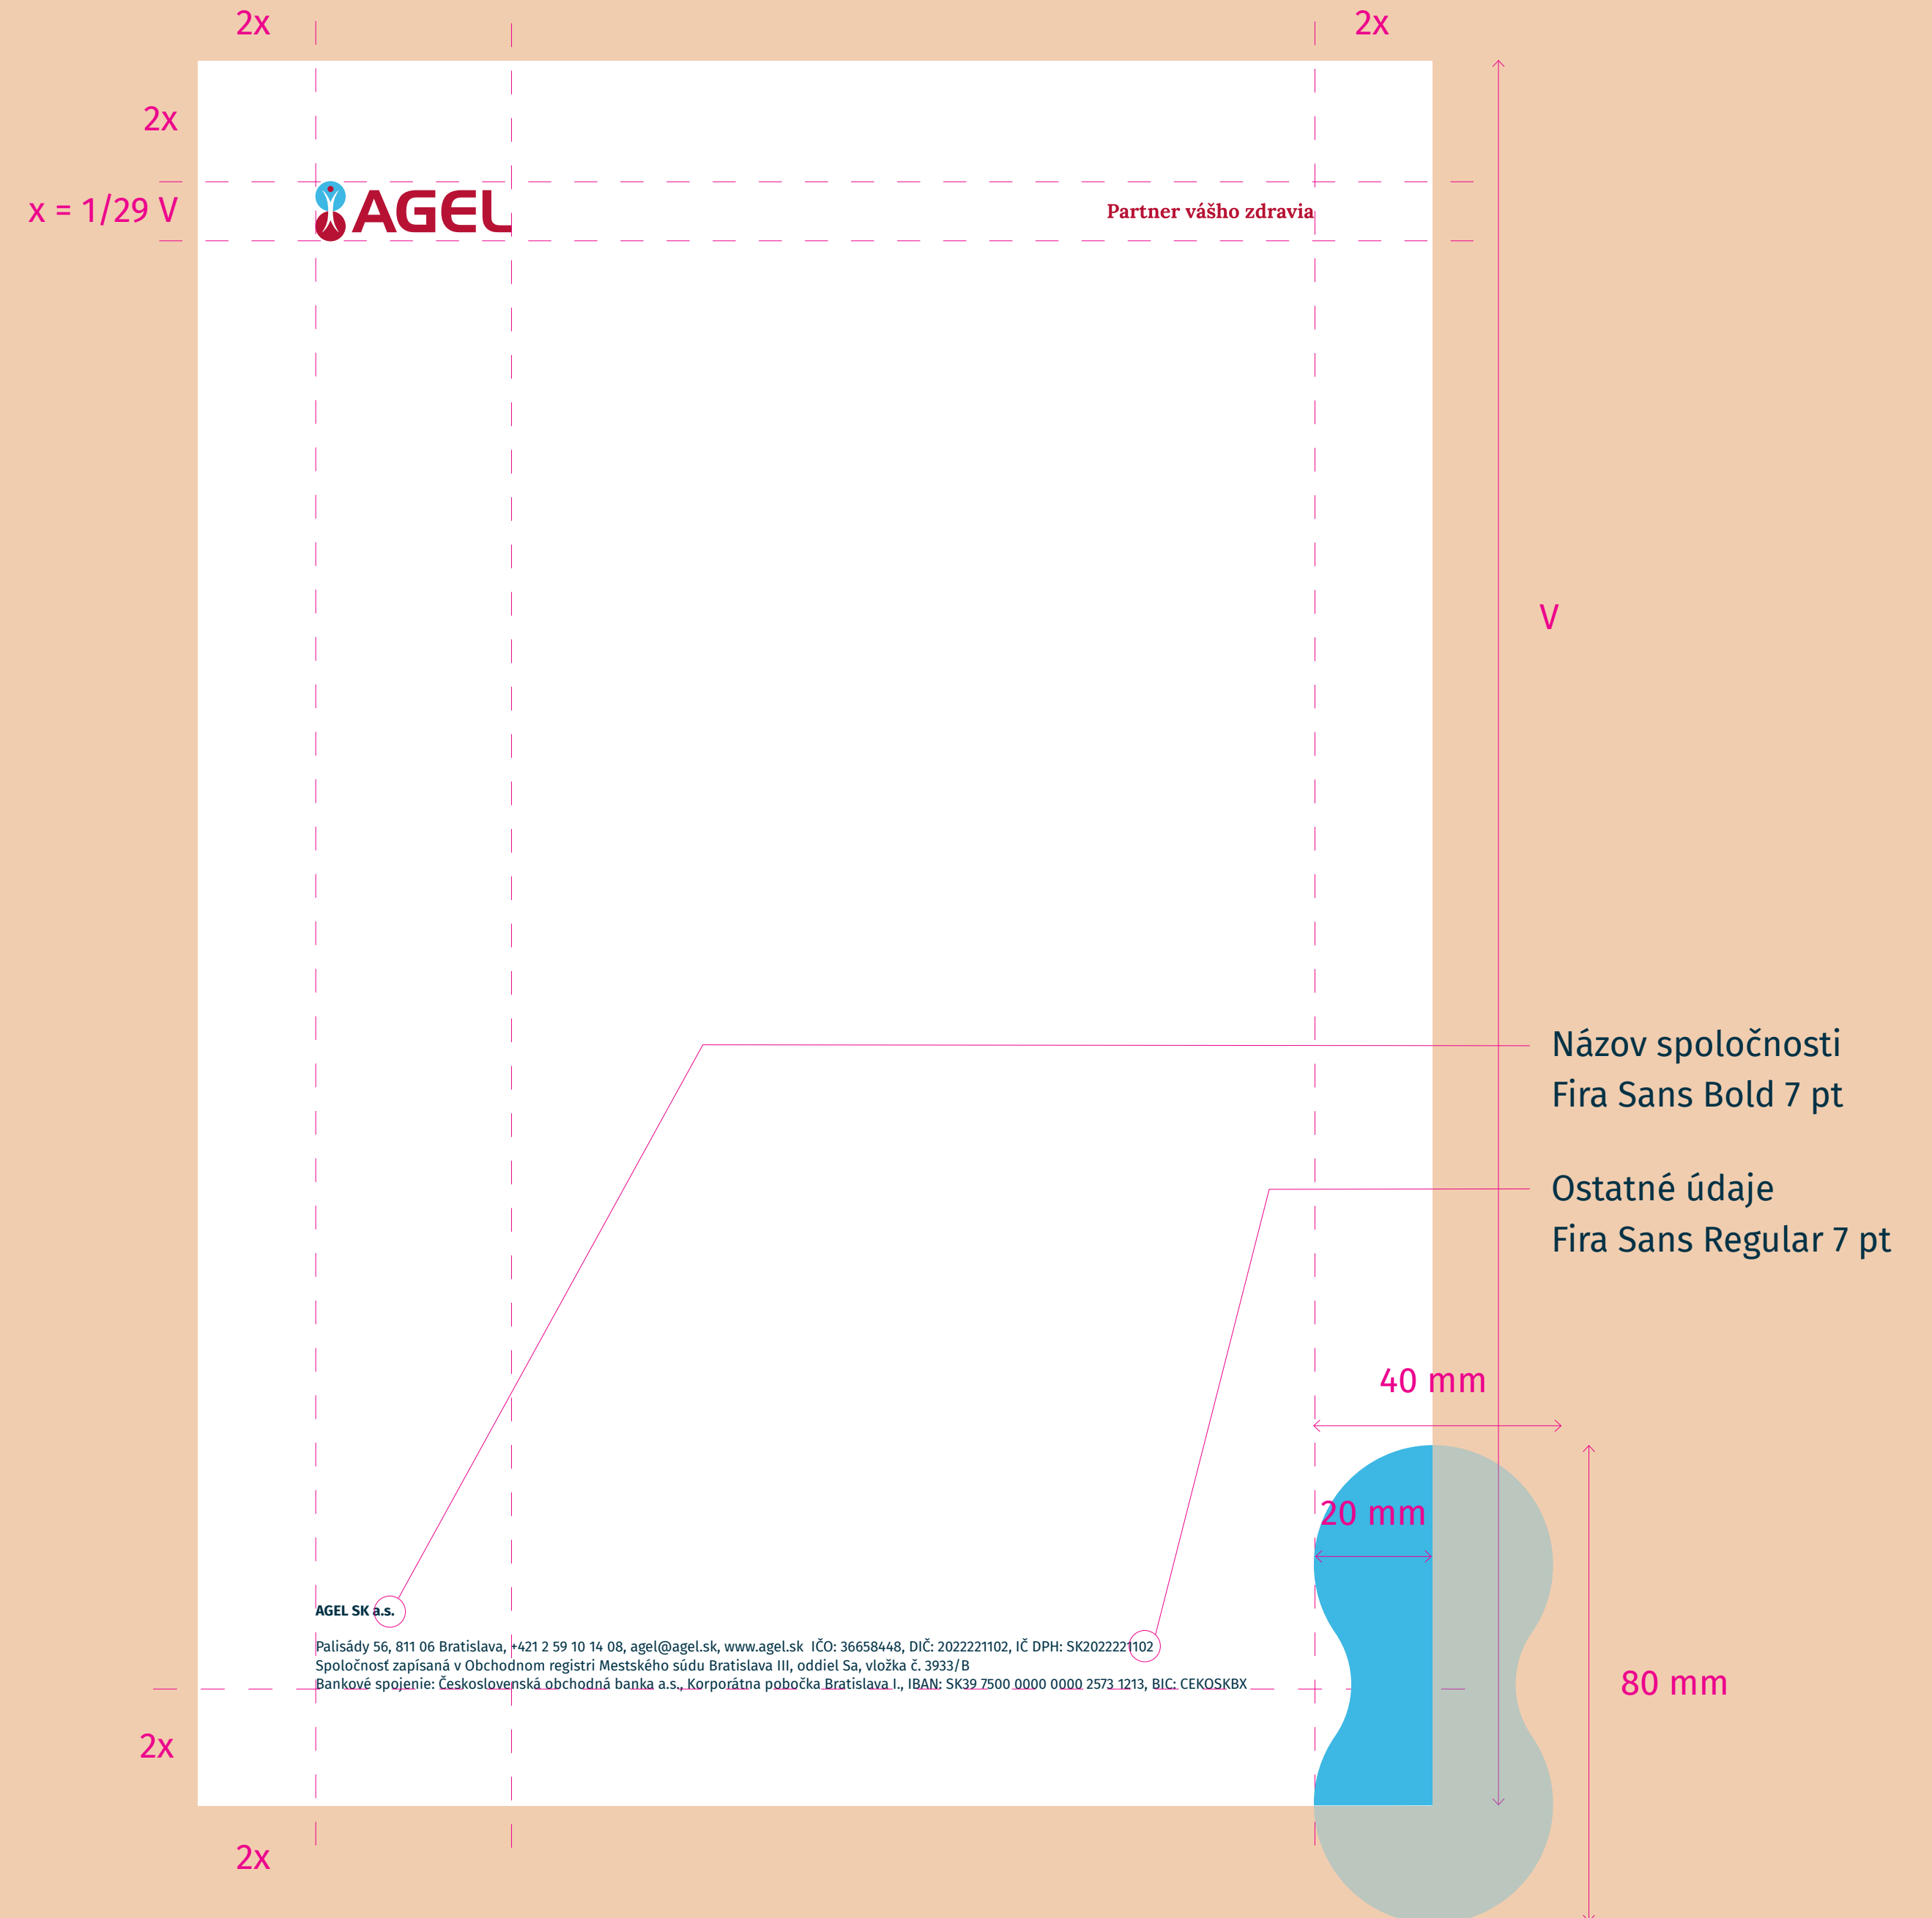 2x
2x
2x
x = 1/29 V
AGEL
Partner vášho zdravia
V
Názov spoločnosti
Fira Sans Bold 7 pt
Ostatné údaje
Fira Sans Regular 7 pt
40 mm
20 mm
AGEL SK a.s.
Palisády 56, 811 06 Bratislava, +421 2 59 10 14 08, agel@agel.sk, www.agel.sk  IČO: 36658448, DIČ: 2022221102, IČ DPH: SK2022221102
Spoločnosť zapísaná v Obchodnom registri Mestského súdu Bratislava III, oddiel Sa, vložka č. 3933/B
Bankové spojenie: Československá obchodná banka a.s., Korporátna pobočka Bratislava I., IBAN: SK39 7500 0000 0000 2573 1213, BIC: CEKOSKBX
80 mm
2x
2x